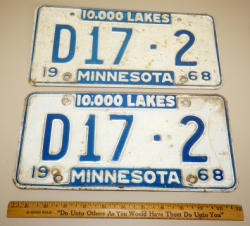 10.000 LAKES
D17·2
19 MINNESOTA 68
10.000 LAKES
D17·2
19 MINNESOTA 68
"Do Unto Others As You Would Have Them Do Unto You"